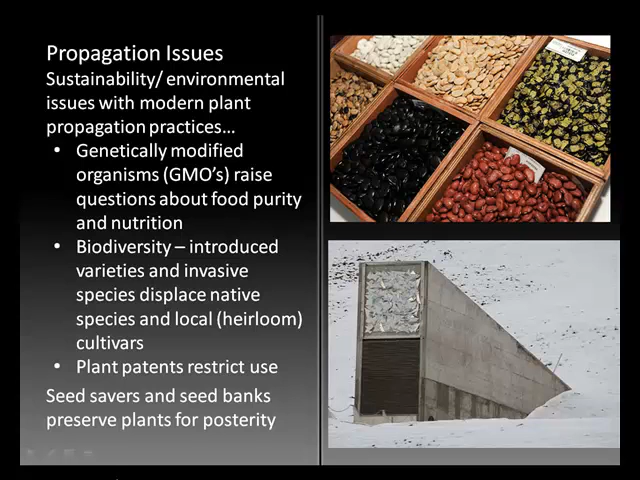 Propagation Issues
Sustainability/ environmental
issues with modern plant
propagation practices…
• Genetically modified
organisms (GMO's) raise
questions about food purity
and nutrition
• Biodiversity – introduced
varieties and invasive
species displace native
species and local (heirloom)
cultivars
• Plant patents restrict use
Seed savers and seed banks
preserve plants for posterity